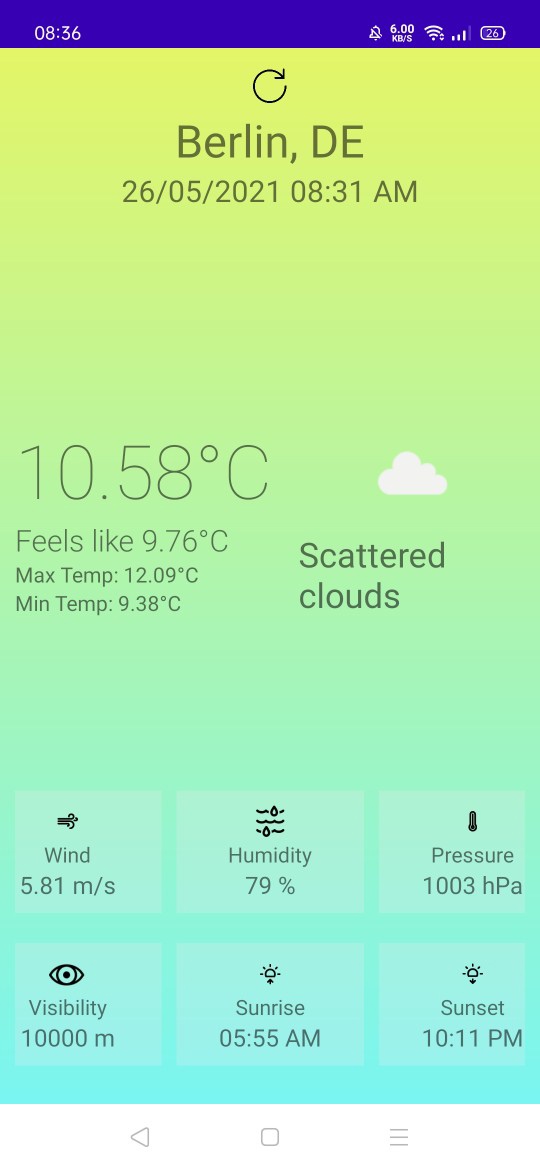 08:36
6.00
KB/S
26
Berlin, DE
26/05/2021 08:31 AM
10.58°C
Feels like 9.76°C
Max Temp: 12.09°C
Min Temp: 9.38°C
Scattered
clouds
Wind
5.81 m/s
Humidity
79 %
Pressure
1003 hPa
Visibility
10000 m
Sunrise
05:55 AM
Sunset
10:11 PM